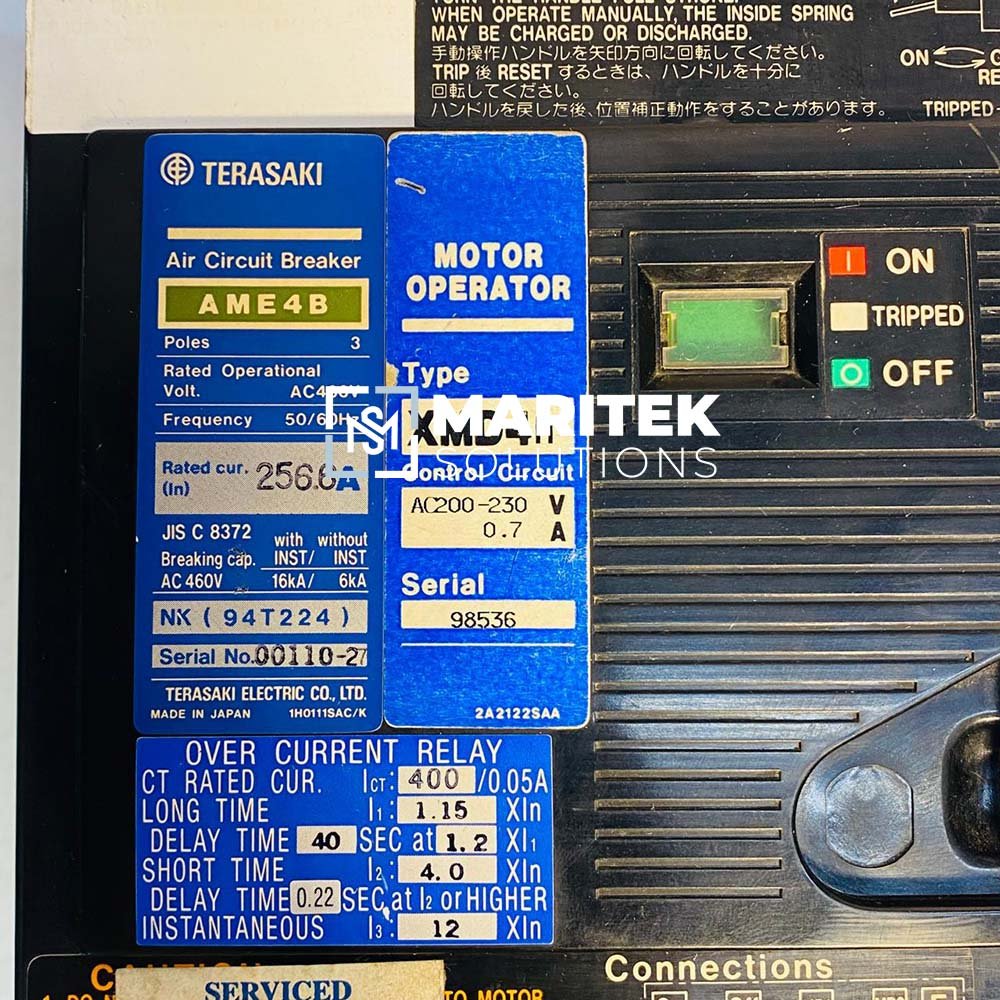 WHEN OPERATE MANUALLY, THE INSIDE SPRING
MAY BE CHARGED OR DISCHARGED.
手動操作ハンドルを矢印方向に回転してください。
TRIP 後 RESET するときは、ハンドルを十分に
回転してください。
ハンドルを戻した後、位置補正動作をすることがあります。
ON
TRIPPED
TERASAKI
Air Circuit Breaker
AME4B
Poles 3
Rated Operational
Volt.
Frequency 50/60Hz
Rated cur.
(In) 256.6A
JIS C 8372 with without
Breaking cap. INST/ INST
AC 460V 16kA/ 6kA
NK (94T224)
Serial No.00110-27
TERASAKI ELECTRIC CO., LTD.
MADE IN JAPAN 1H0111SAC/K
MOTOR
OPERATOR
Type
Control Circuit
AC200-230 V
0.7 A
Serial
98536
2A2122SAA
I ON
TRIPPED
O OFF
MARITEK
SOLUTIONS
OVER CURRENT RELAY
CT RATED CUR. ICT: 400 /0.05A
LONG TIME I1: 1.15 XIn
DELAY TIME 40 SEC at 1.2 XI1
SHORT TIME I2: 4.0 XIn
DELAY TIME 0.22 SEC at I2 or HIGHER
INSTANTANEOUS I3: 12 XIn
SERVICED
TO MOTOR
Connections